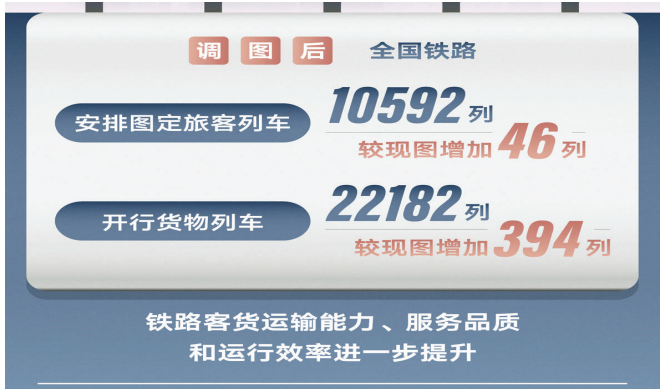 调图后 全国铁路
安排图定旅客列车 10592列
较现图增加46列
开行货物列车 22182列
较现图增加394列
铁路客货运输能力、服务品质
和运行效率进一步提升